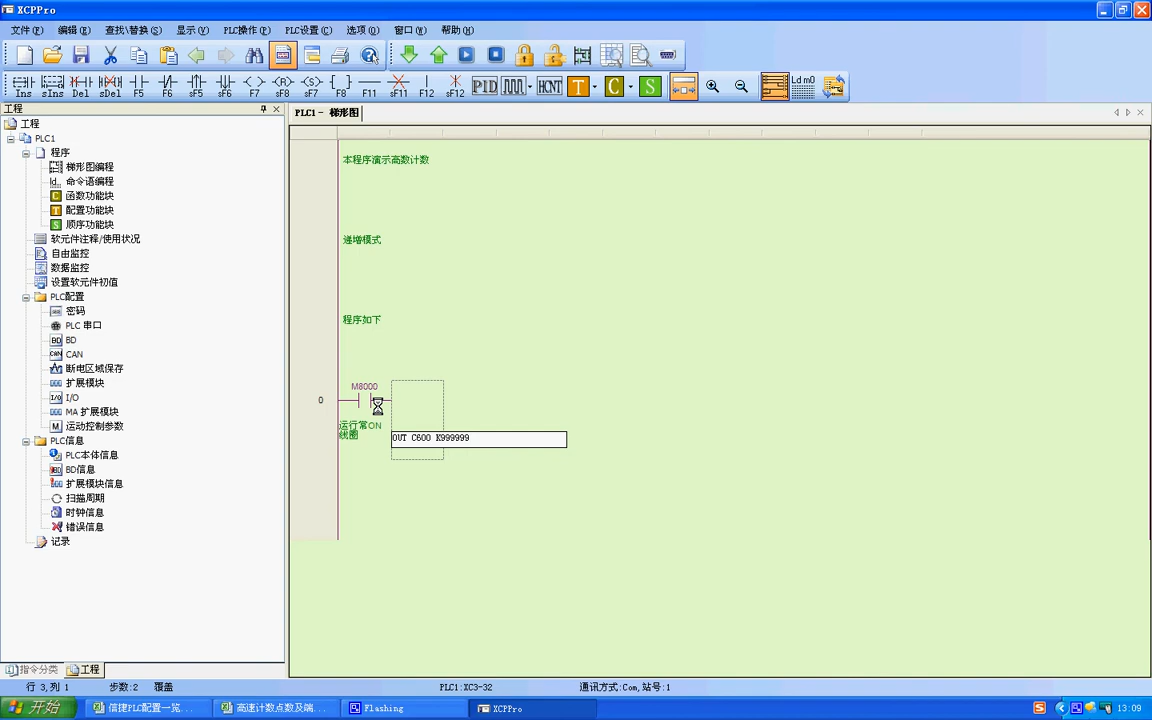 XCPPro
文件(F) 编辑(E) 查找\替换(S) 显示(V) PLC操作(P) PLC设置(C) 选项(O) 窗口(W) 帮助(H)
Ins sIns Del sDel F5 F6 sF5 sF6 F7 sF8 sF7 F8 F11 sF11 F12 sF12 PID HCNT T C S Ld m0
工程
PLC1 - 梯形图
工程
PLC1
程序
梯形图编程
命令语编程
函数功能块
配置功能块
顺序功能块
软元件注释/使用状况
自由监控
数据监控
设置软元件初值
PLC配置
密码
PLC 串口
BD
CAN
断电区域保存
扩展模块
I/O
MA 扩展模块
运动控制参数
PLC信息
PLC本体信息
BD信息
扩展模块信息
扫描周期
时钟信息
错误信息
记录
本程序演示高数计数
递增模式
程序如下
M8000
0
运行常ON
线圈
OUT C600 K999999
指令分类 工程
行 3,列 1 步数:2 覆盖 PLC1:XC3-32 通讯方式:Com,站号:1
开始 信捷PLC配置一览... 高速计数点数及端... Flashing XCPPro 13:09